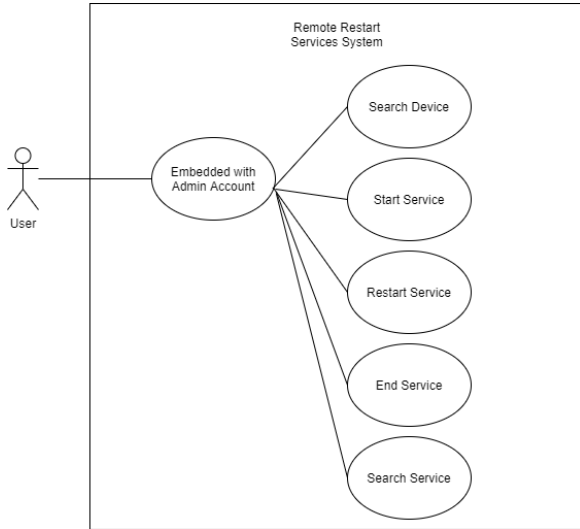 Remote Restart
Services System
Search Device
Embedded with
Admin Account
Start Service
User
Restart Service
End Service
Search Service